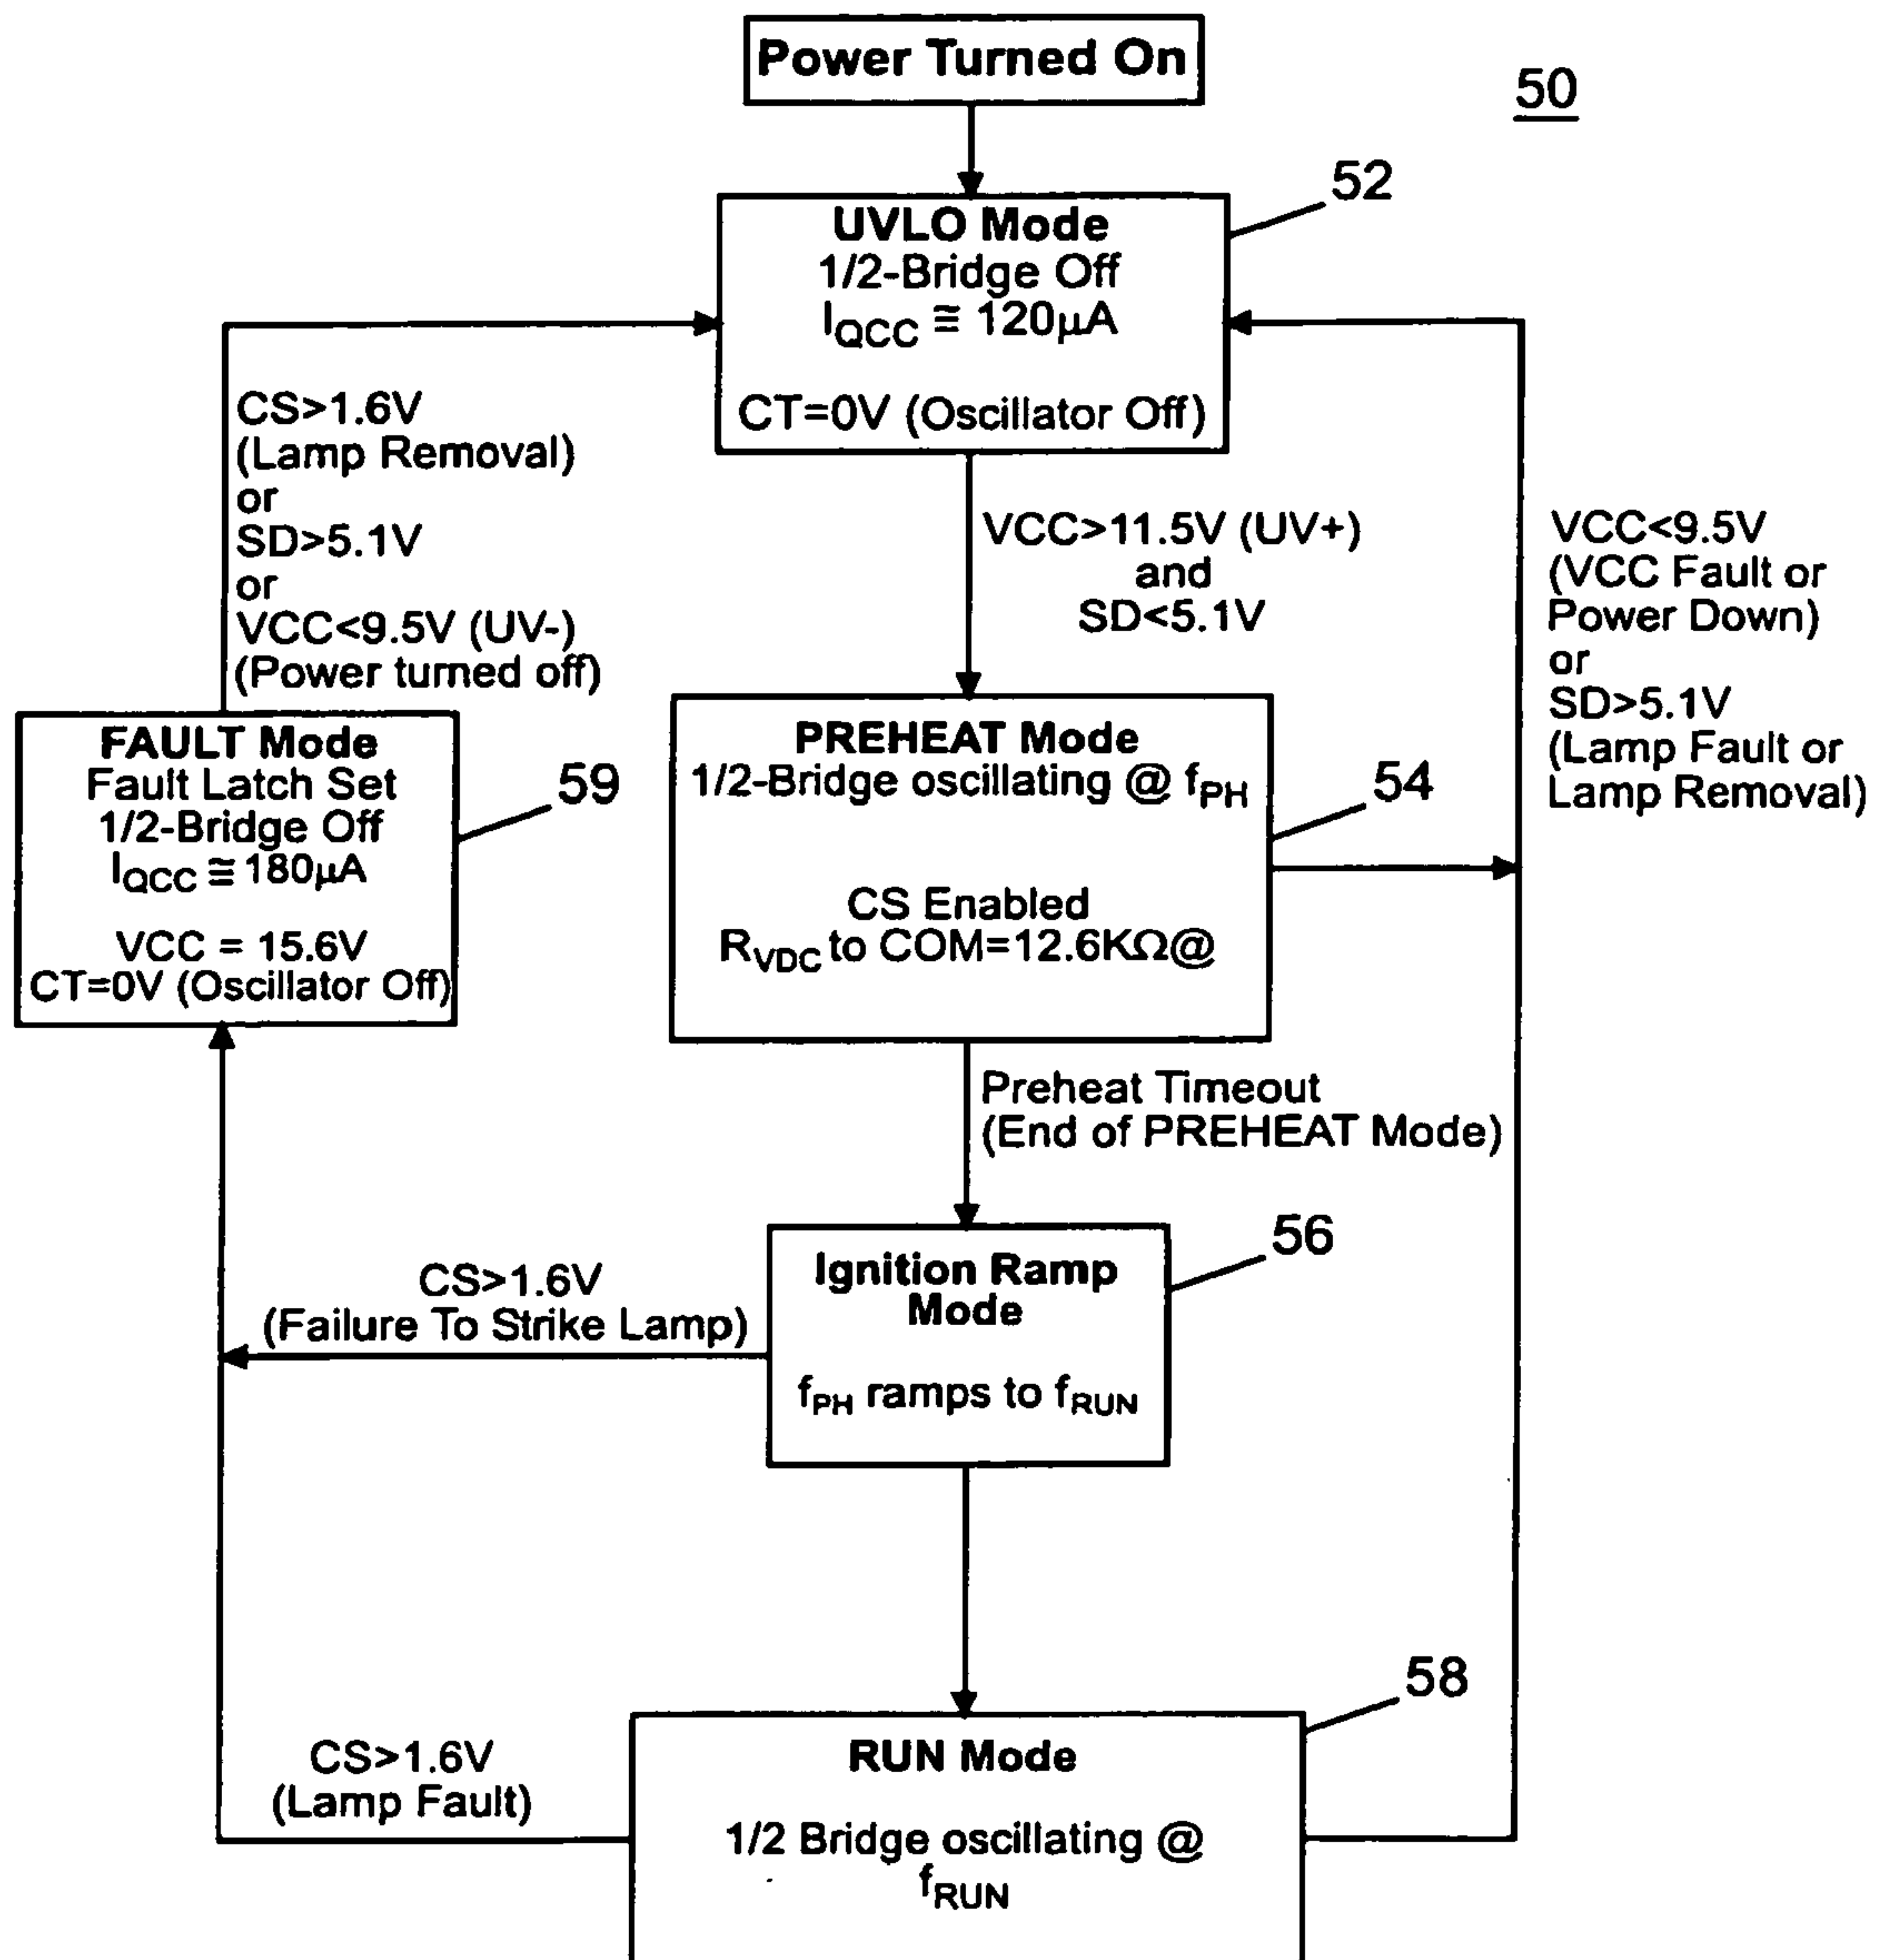 Power Turned On
50
52
UVLO Mode
1/2-Bridge Off
IQCC ≅ 120µA
CT=0V (Oscillator Off)
CS>1.6V
(Lamp Removal)
or
SD>5.1V
or
VCC<9.5V (UV-)
(Power turned off)
VCC>11.5V (UV+)
and
SD<5.1V
VCC<9.5V
(VCC Fault or
Power Down)
or
SD>5.1V
(Lamp Fault or
Lamp Removal)
FAULT Mode
Fault Latch Set
1/2-Bridge Off
IQCC ≅ 180µA
VCC = 15.6V
CT=0V (Oscillator Off)
59
PREHEAT Mode
1/2-Bridge oscillating @ fPH
CS Enabled
RVDC to COM=12.6KΩ@
54
Preheat Timeout
(End of PREHEAT Mode)
56
Ignition Ramp
Mode
fPH ramps to fRUN
CS>1.6V
(Failure To Strike Lamp)
58
RUN Mode
1/2 Bridge oscillating @
fRUN
CS>1.6V
(Lamp Fault)